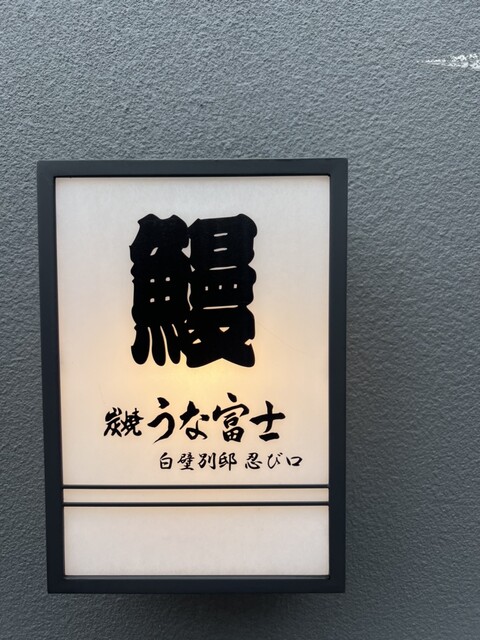 鰻
炭焼 うな富士
白壁別邸 忍び口